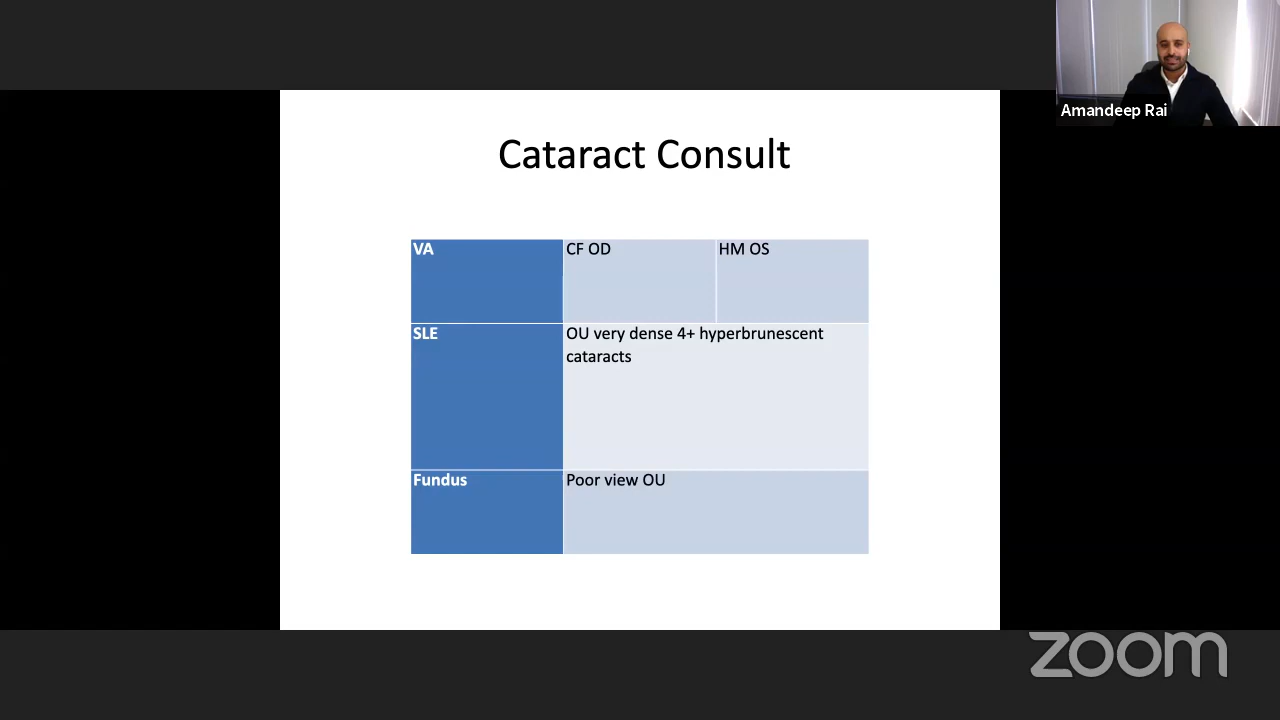 Amandeep Rai
Cataract Consult
VA
CF OD
HM OS
SLE
OU very dense 4+ hyperbrunescent
cataracts
Fundus
Poor view OU
zoom